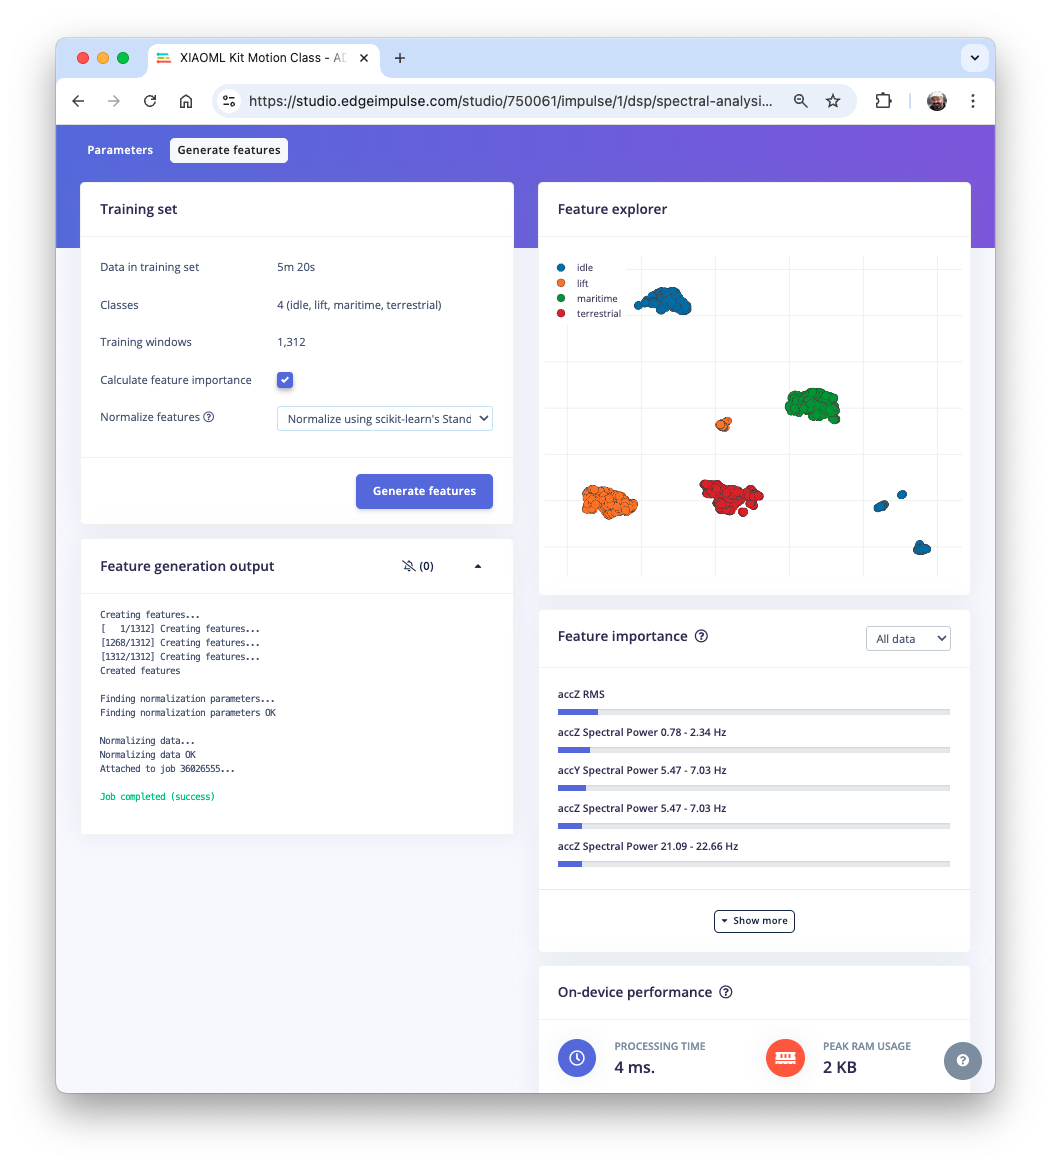 XIAOML Kit Motion Class - AD
https://studio.edgeimpulse.com/studio/750061/impulse/1/dsp/spectral-analysi...
Parameters
Generate features
Training set
Data in training set 5m 20s
Classes 4 (idle, lift, maritime, terrestrial)
Training windows 1,312
Calculate feature importance
Normalize features ? Normalize using scikit-learn's Stand
Generate features
Feature generation output (0)
Creating features...
[   1/1312] Creating features...
[1268/1312] Creating features...
[1312/1312] Creating features...
Created features
Finding normalization parameters...
Finding normalization parameters OK
Normalizing data...
Normalizing data OK
Attached to job 36026555...
Job completed (success)
Feature explorer
idle
lift
maritime
terrestrial
Feature importance ? All data
accZ RMS
accZ Spectral Power 0.78 - 2.34 Hz
accY Spectral Power 5.47 - 7.03 Hz
accZ Spectral Power 5.47 - 7.03 Hz
accZ Spectral Power 21.09 - 22.66 Hz
Show more
On-device performance ?
PROCESSING TIME
4 ms.
PEAK RAM USAGE
2 KB
?